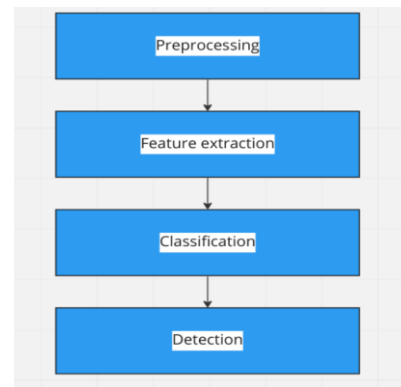 Preprocessing
Feature extraction
Classification
Detection